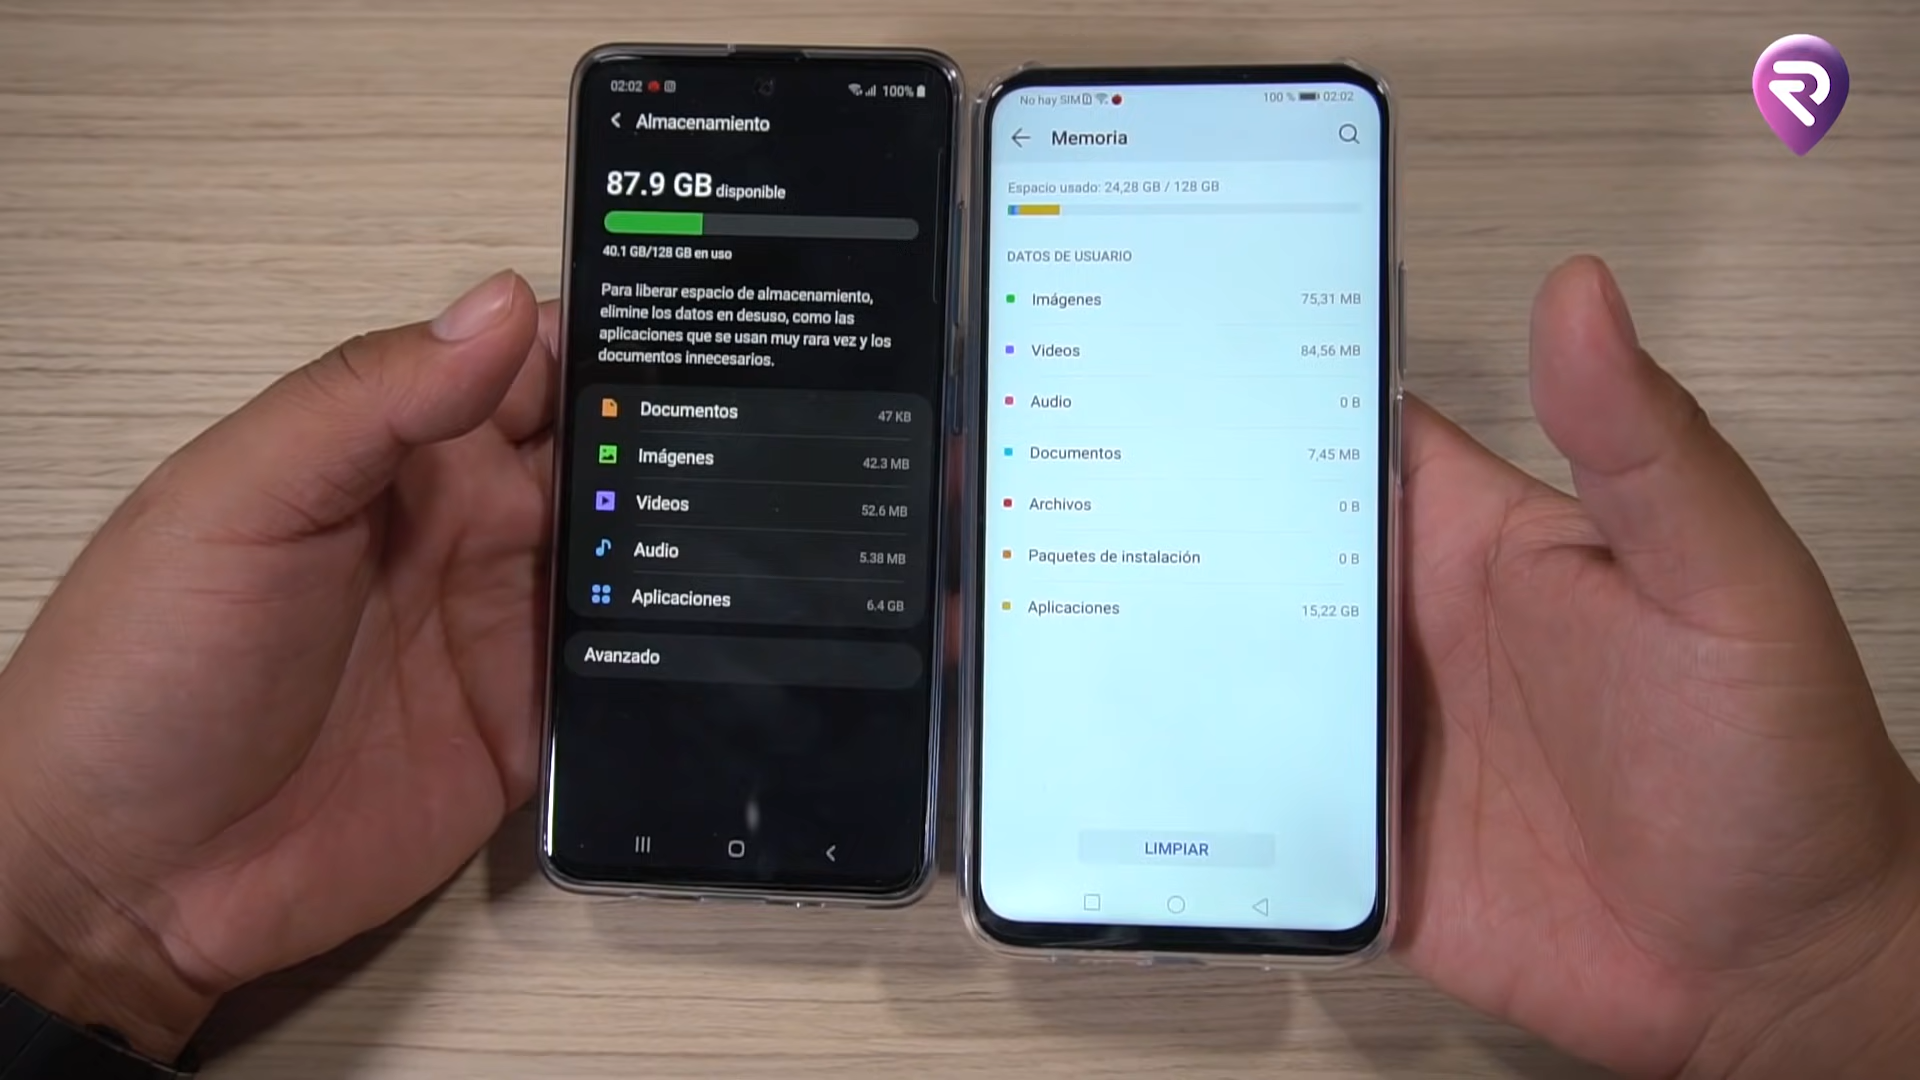 02:02
100%
Almacenamiento
87.9 GB disponible
40.1 GB/128 GB en uso
Para liberar espacio de almacenamiento,
elimine los datos en desuso, como las
aplicaciones que se usan muy rara vez y los
documentos innecesarios.
Documentos 47 KB
Imágenes 42.3 MB
Videos 52.6 MB
Audio 5.38 MB
Aplicaciones 6.4 GB
Avanzado
No hay SIM 100 % 02:02
Memoria
Espacio usado: 24,28 GB / 128 GB
DATOS DE USUARIO
Imágenes 75,31 MB
Videos 84,56 MB
Audio 0 B
Documentos 7,45 MB
Archivos 0 B
Paquetes de instalación 0 B
Aplicaciones 15,22 GB
LIMPIAR
R